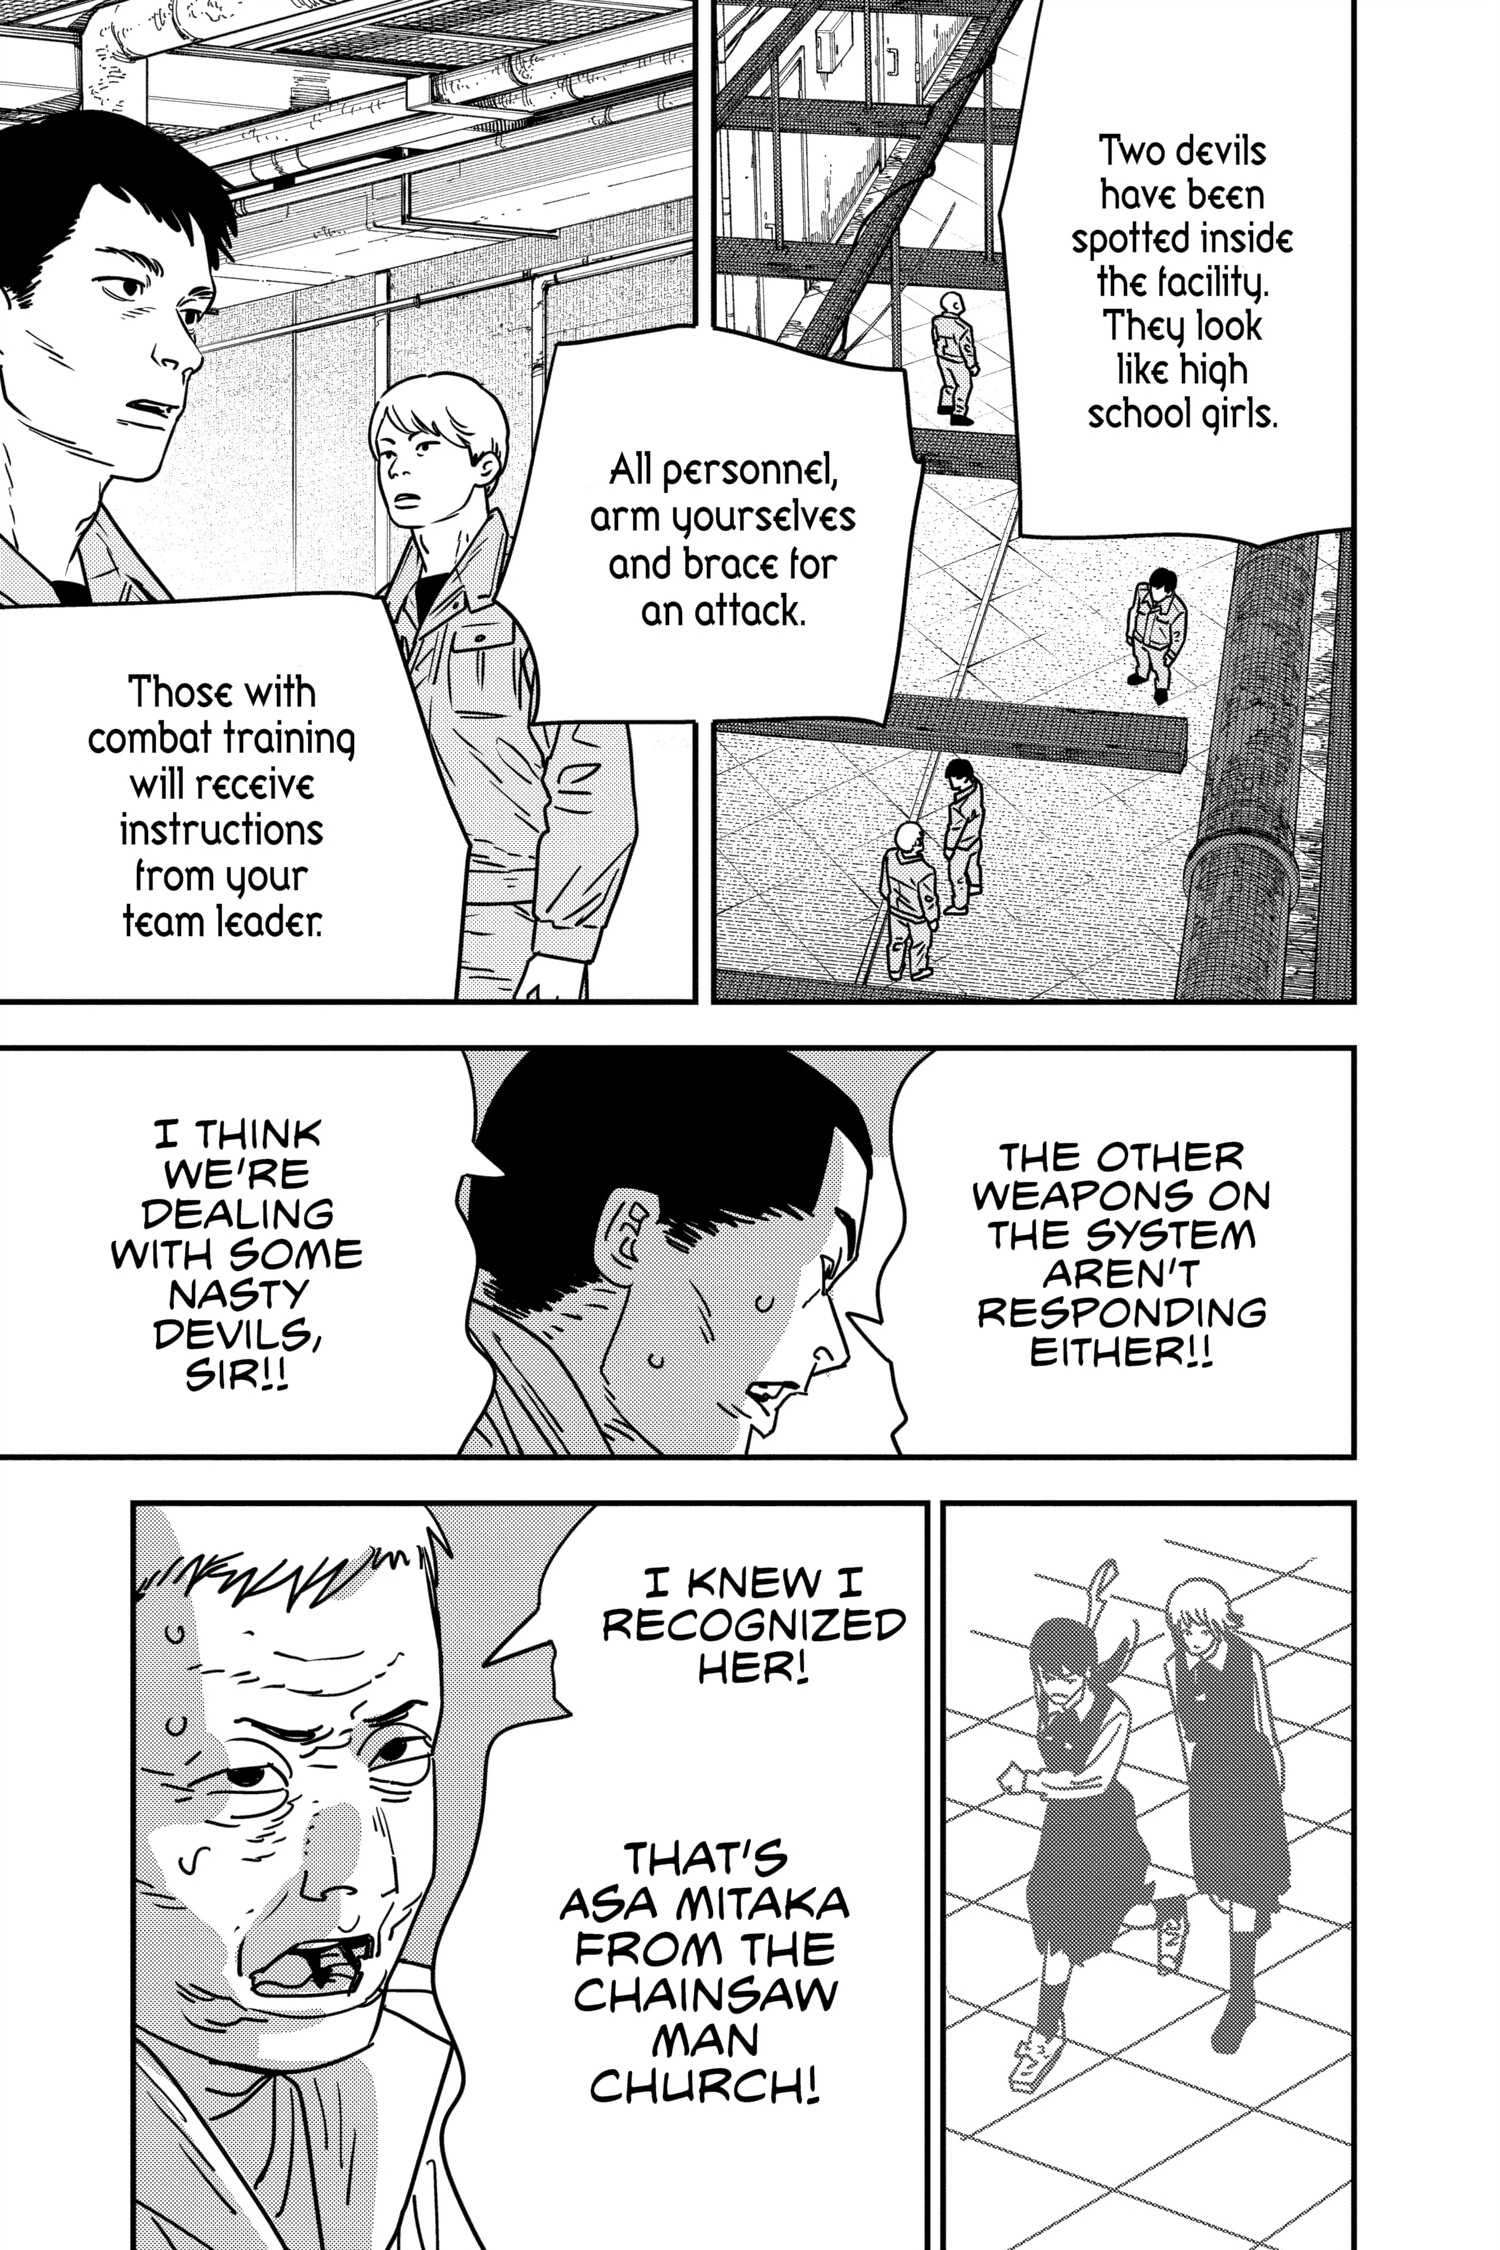 Two devils
have been
spotted inside
the facility.
They look
like high
school girls.
All personnel,
arm yourselves
and brace for
an attack.
Those with
combat training
will receive
instructions
from your
team leader.
THE OTHER
WEAPONS ON
THE SYSTEM
AREN'T
RESPONDING
EITHER!!
I THINK
WE'RE
DEALING
WITH SOME
NASTY
DEVILS,
SIR!!
I KNEW I
RECOGNIZED
HER!
THAT'S
ASA MITAKA
FROM THE
CHAINSAW
MAN
CHURCH!